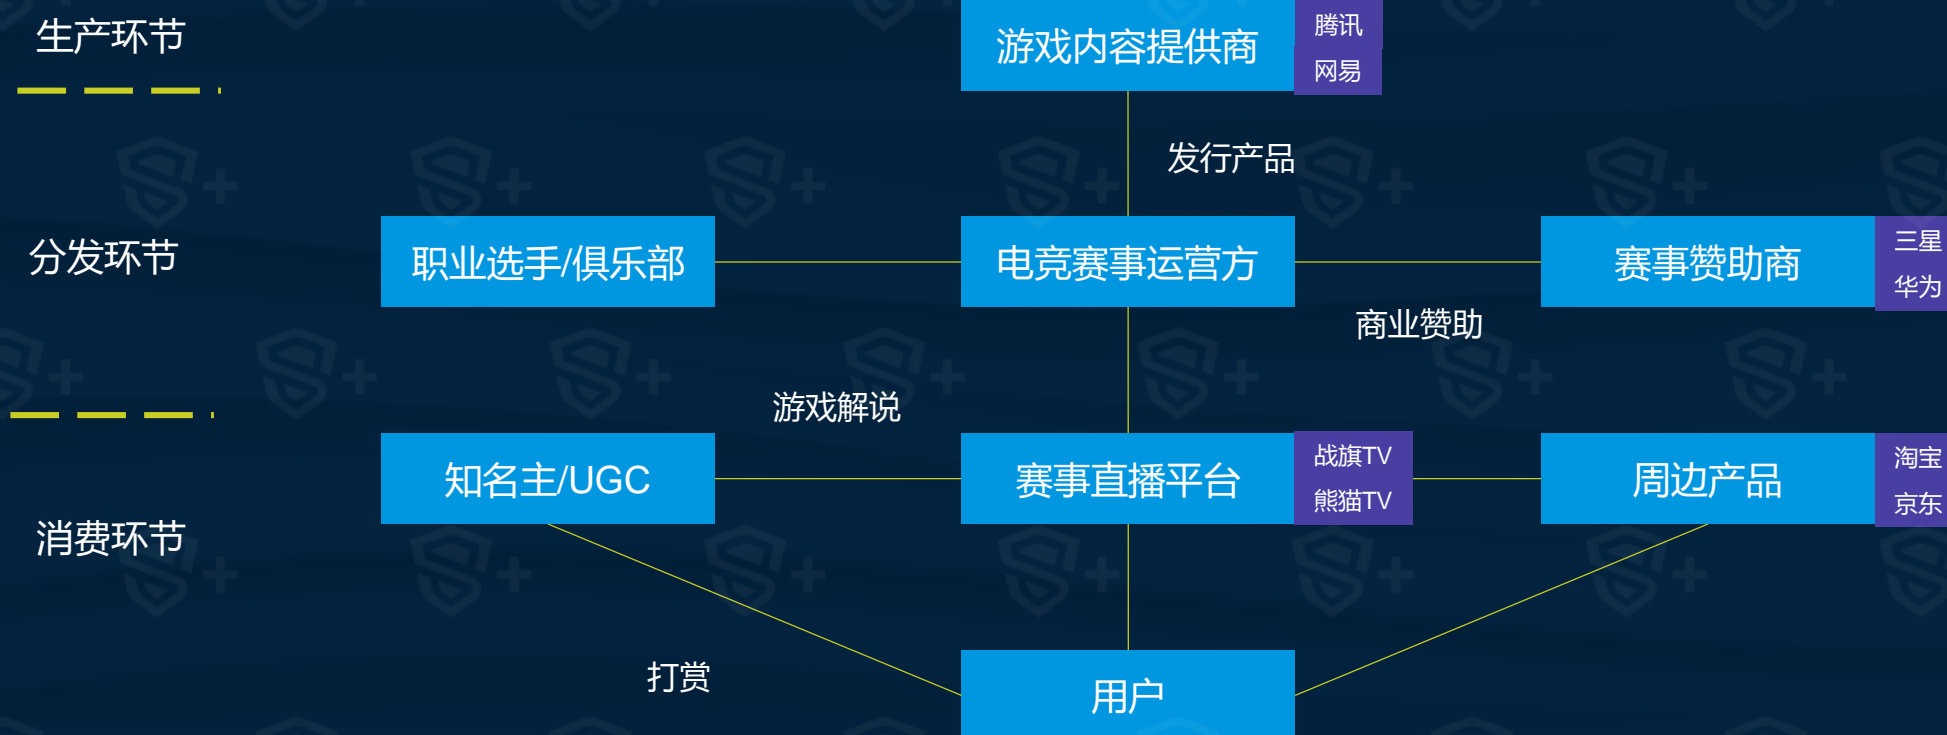 生产环节
游戏内容提供商
腾讯
网易
发行产品
分发环节
职业选手/俱乐部
电竞赛事运营方
赛事赞助商
三星
华为
商业赞助
游戏解说
知名主/UGC
赛事直播平台
战旗TV
熊猫TV
周边产品
淘宝
京东
消费环节
打赏
用户